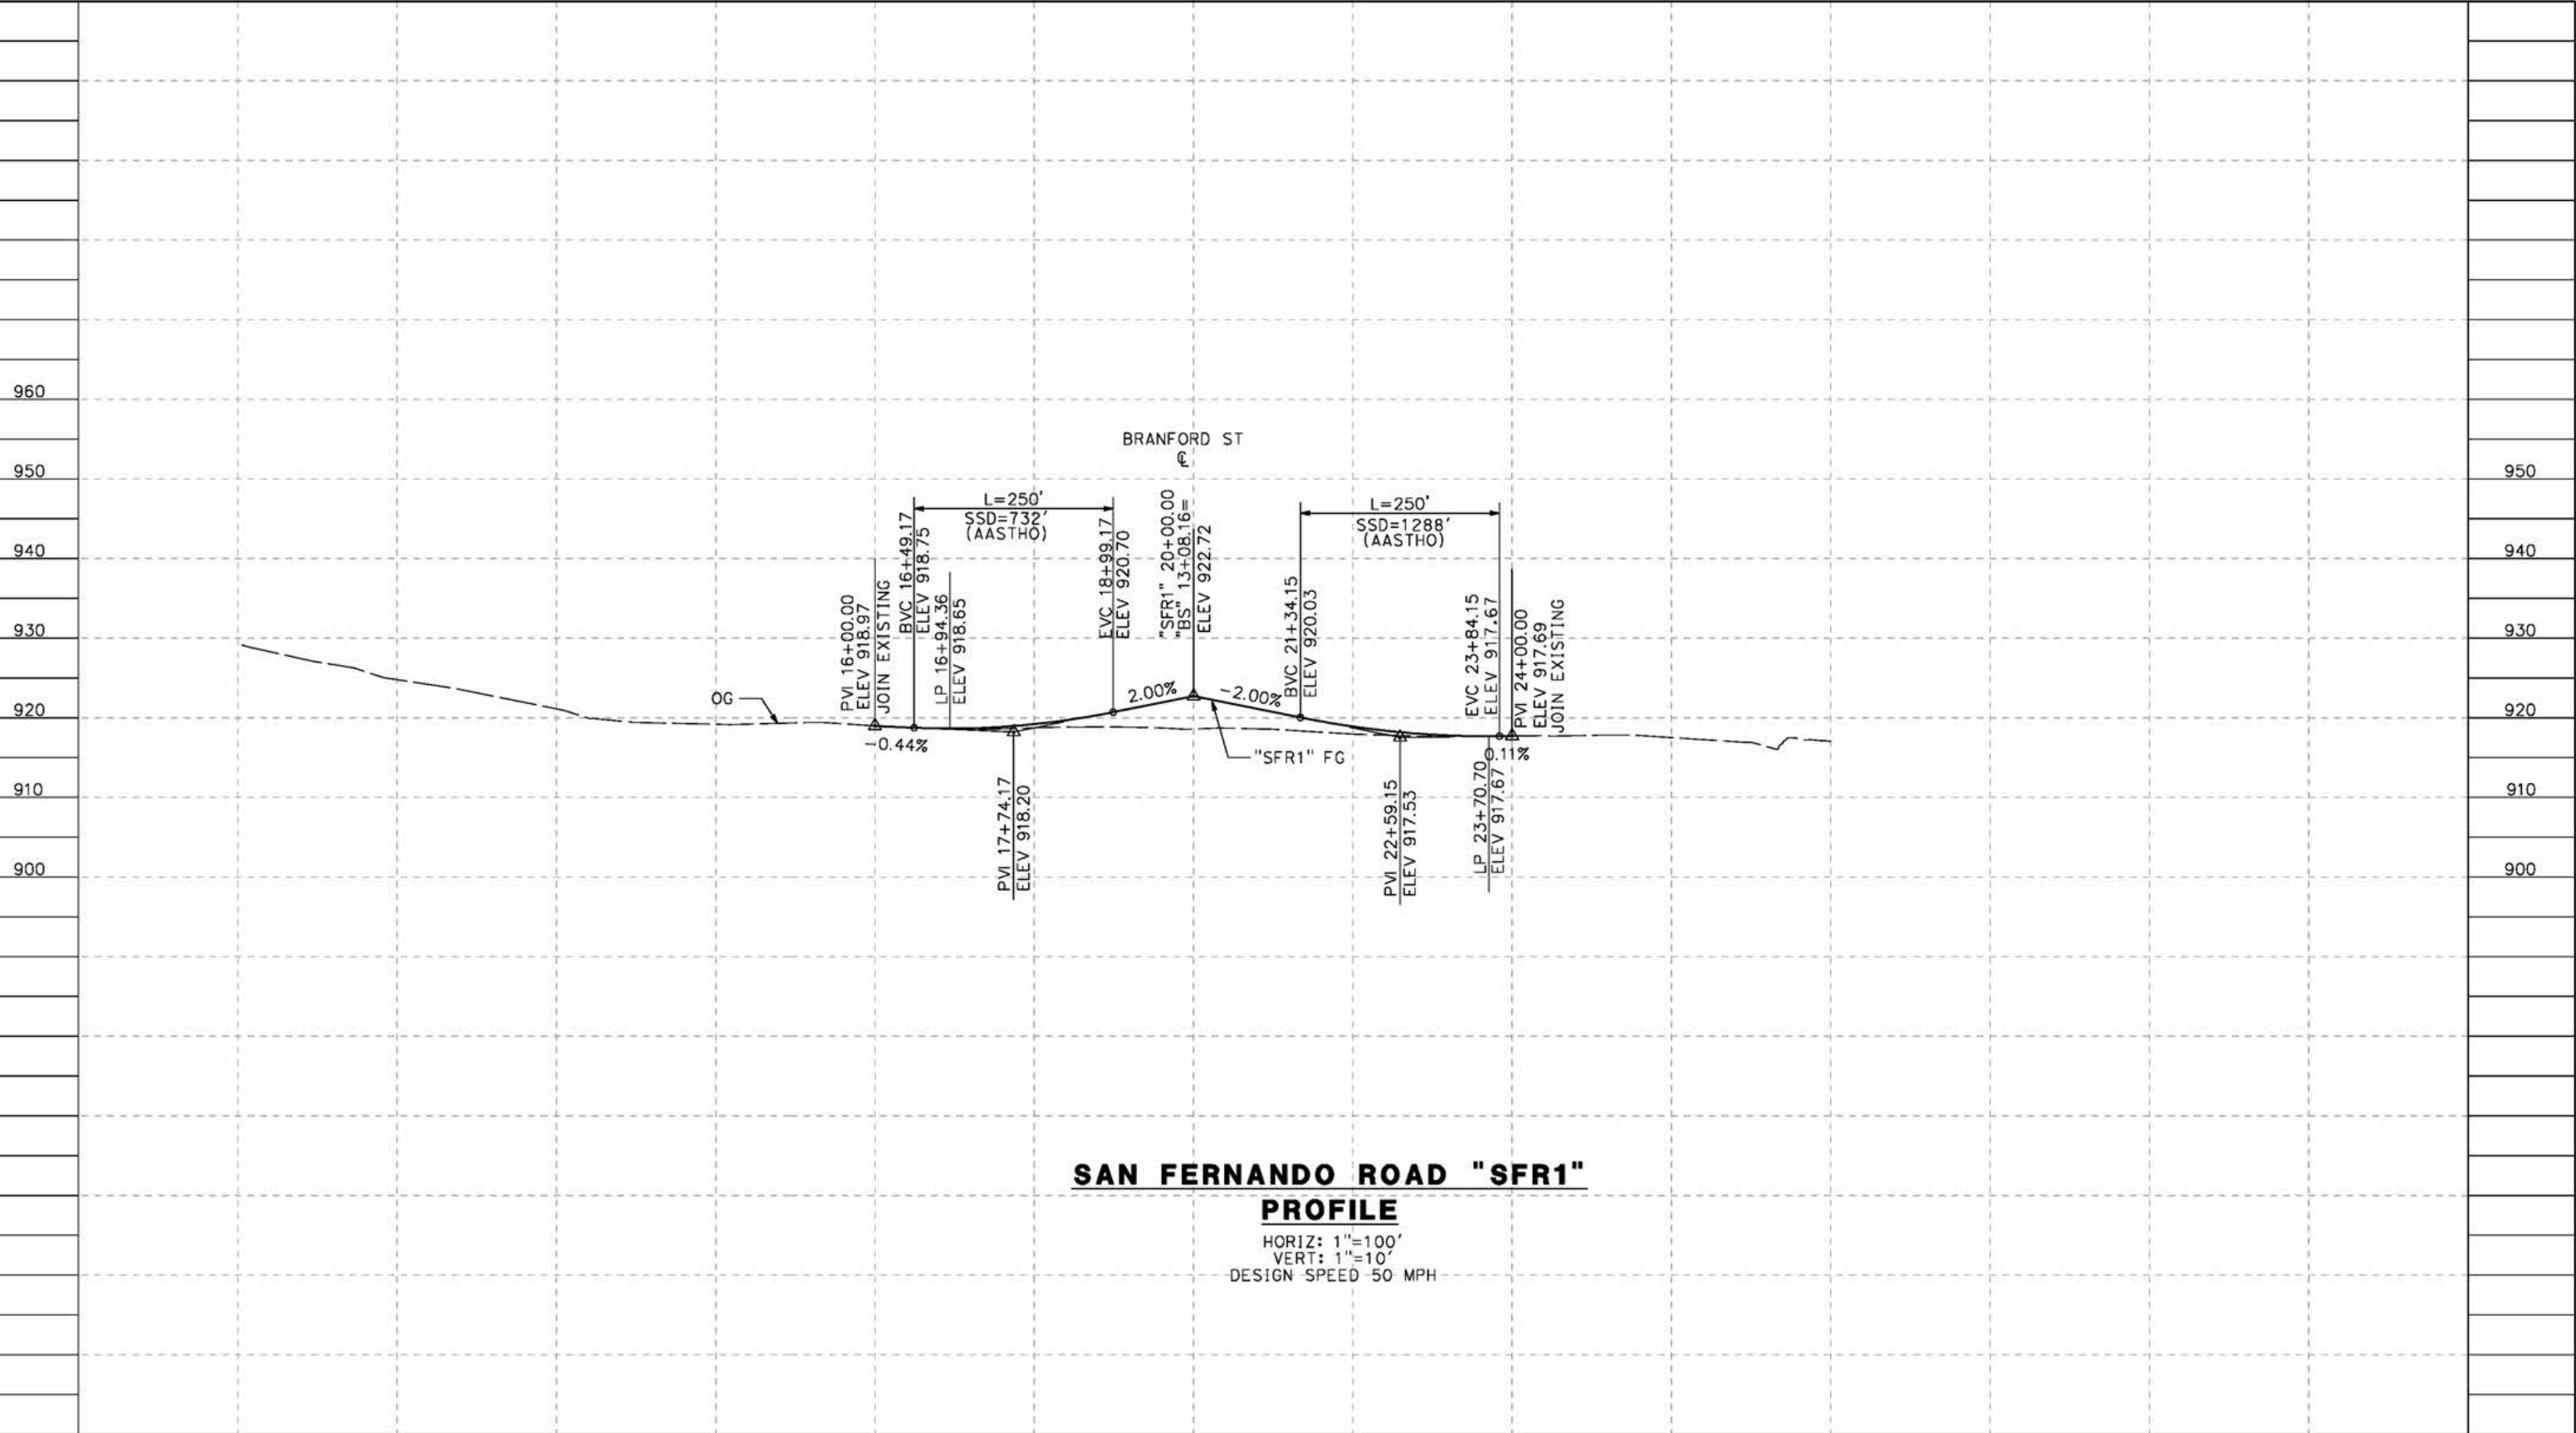 960
950
940
930
920
910
900
950
940
930
920
910
900
BRANFORD ST
℄
L=250'
SSD=732'
(AASTHO)
L=250'
SSD=1288'
(AASTHO)
PVI 16+00.00
ELEV 918.97
JOIN EXISTING
BVC 16+49.17
ELEV 918.75
LP 16+94.36
ELEV 918.65
EVC 18+99.17
ELEV 920.70
"SFR1" 20+00.00
"BS" 13+08.16=
ELEV 922.72
BVC 21+34.15
ELEV 920.03
EVC 23+84.15
ELEV 917.67
PVI 24+00.00
ELEV 917.69
JOIN EXISTING
OG
2.00%
-2.00%
-0.44%
0.11%
"SFR1" FG
PVI 17+74.17
ELEV 918.20
PVI 22+59.15
ELEV 917.53
LP 23+70.70
ELEV 917.67
SAN FERNANDO ROAD "SFR1"
PROFILE
HORIZ: 1"=100'
VERT: 1"=10'
DESIGN SPEED 50 MPH